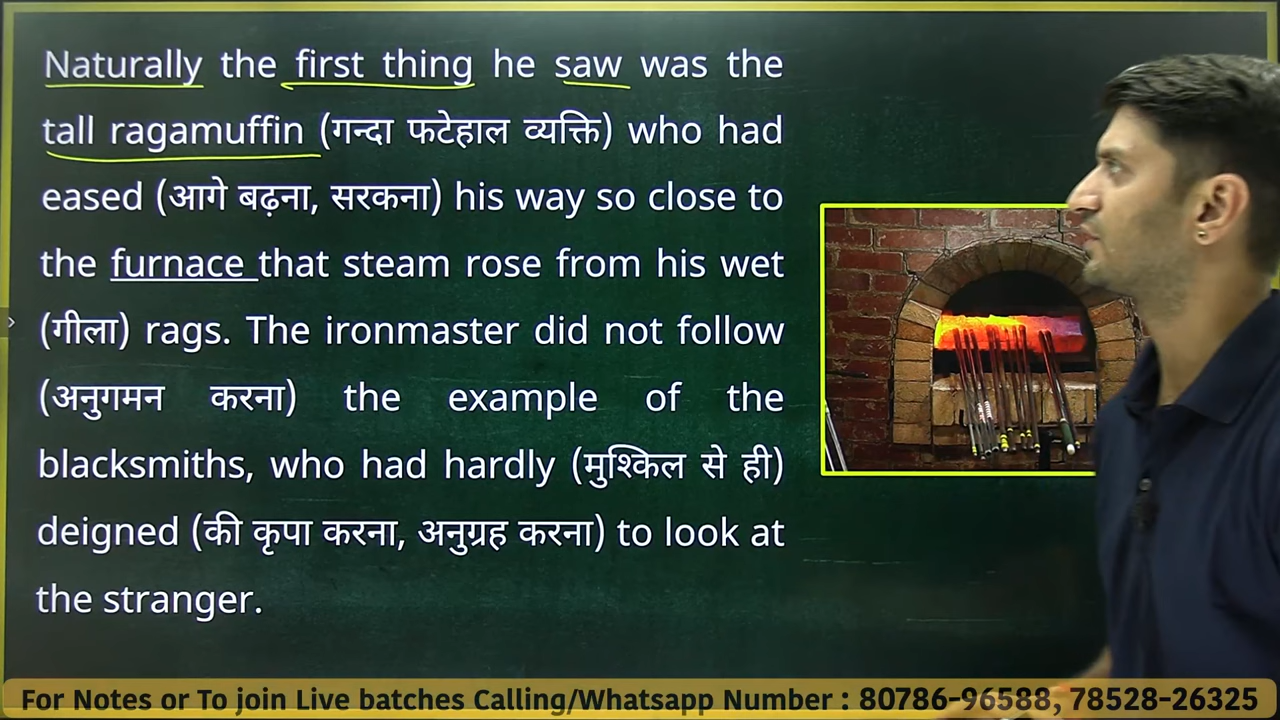 Naturally the first thing he saw was the
tall ragamuffin (गन्दा फटेहाल व्यक्ति) who had
eased (आगे बढ़ना, सरकना) his way so close to
the furnace that steam rose from his wet
(गीला) rags. The ironmaster did not follow
(अनुगमन करना) the example of the
blacksmiths, who had hardly (मुश्किल से ही)
deigned (की कृपा करना, अनुग्रह करना) to look at
the stranger.
For Notes or To join Live batches Calling/Whatsapp Number : 80786-96588, 78528-26325